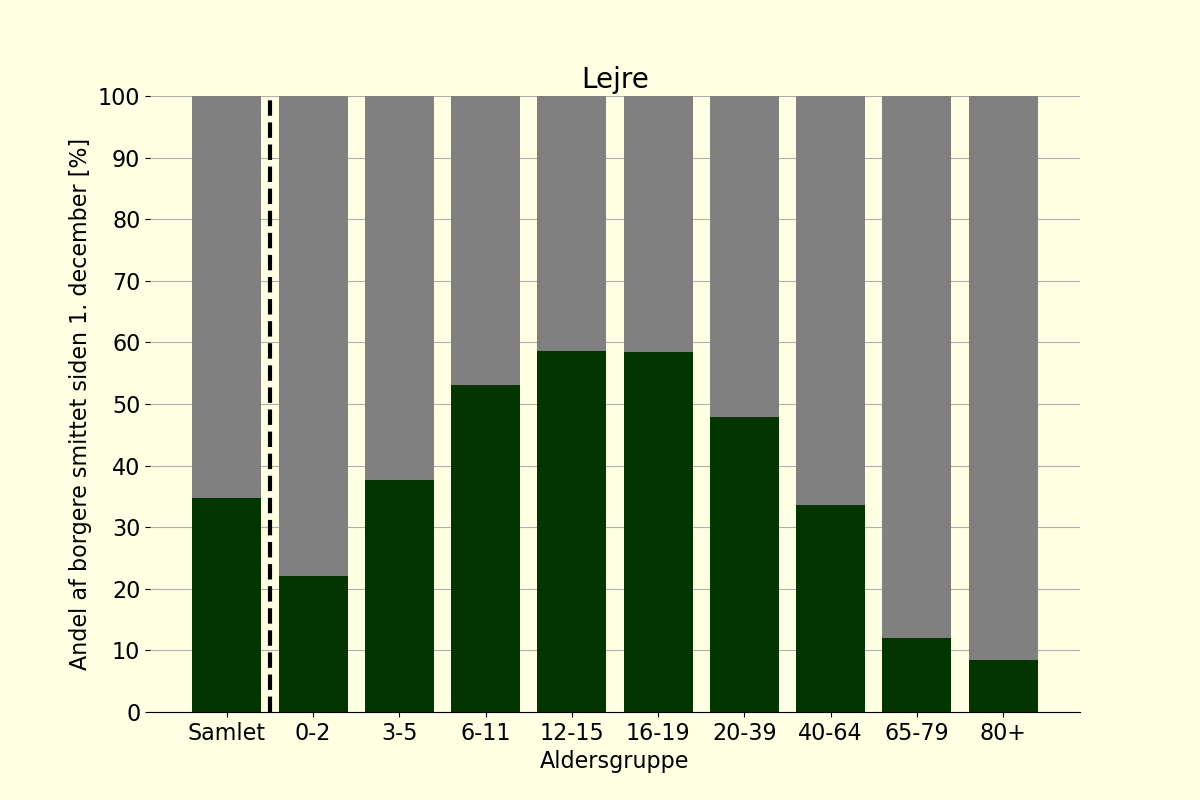 Lejre
Andel af borgere smittet siden 1. december [%]
100
90
80
70
60
50
40
30
20
10
0
Samlet 0-2 3-5 6-11 12-15 16-19 20-39 40-64 65-79 80+
Aldersgruppe